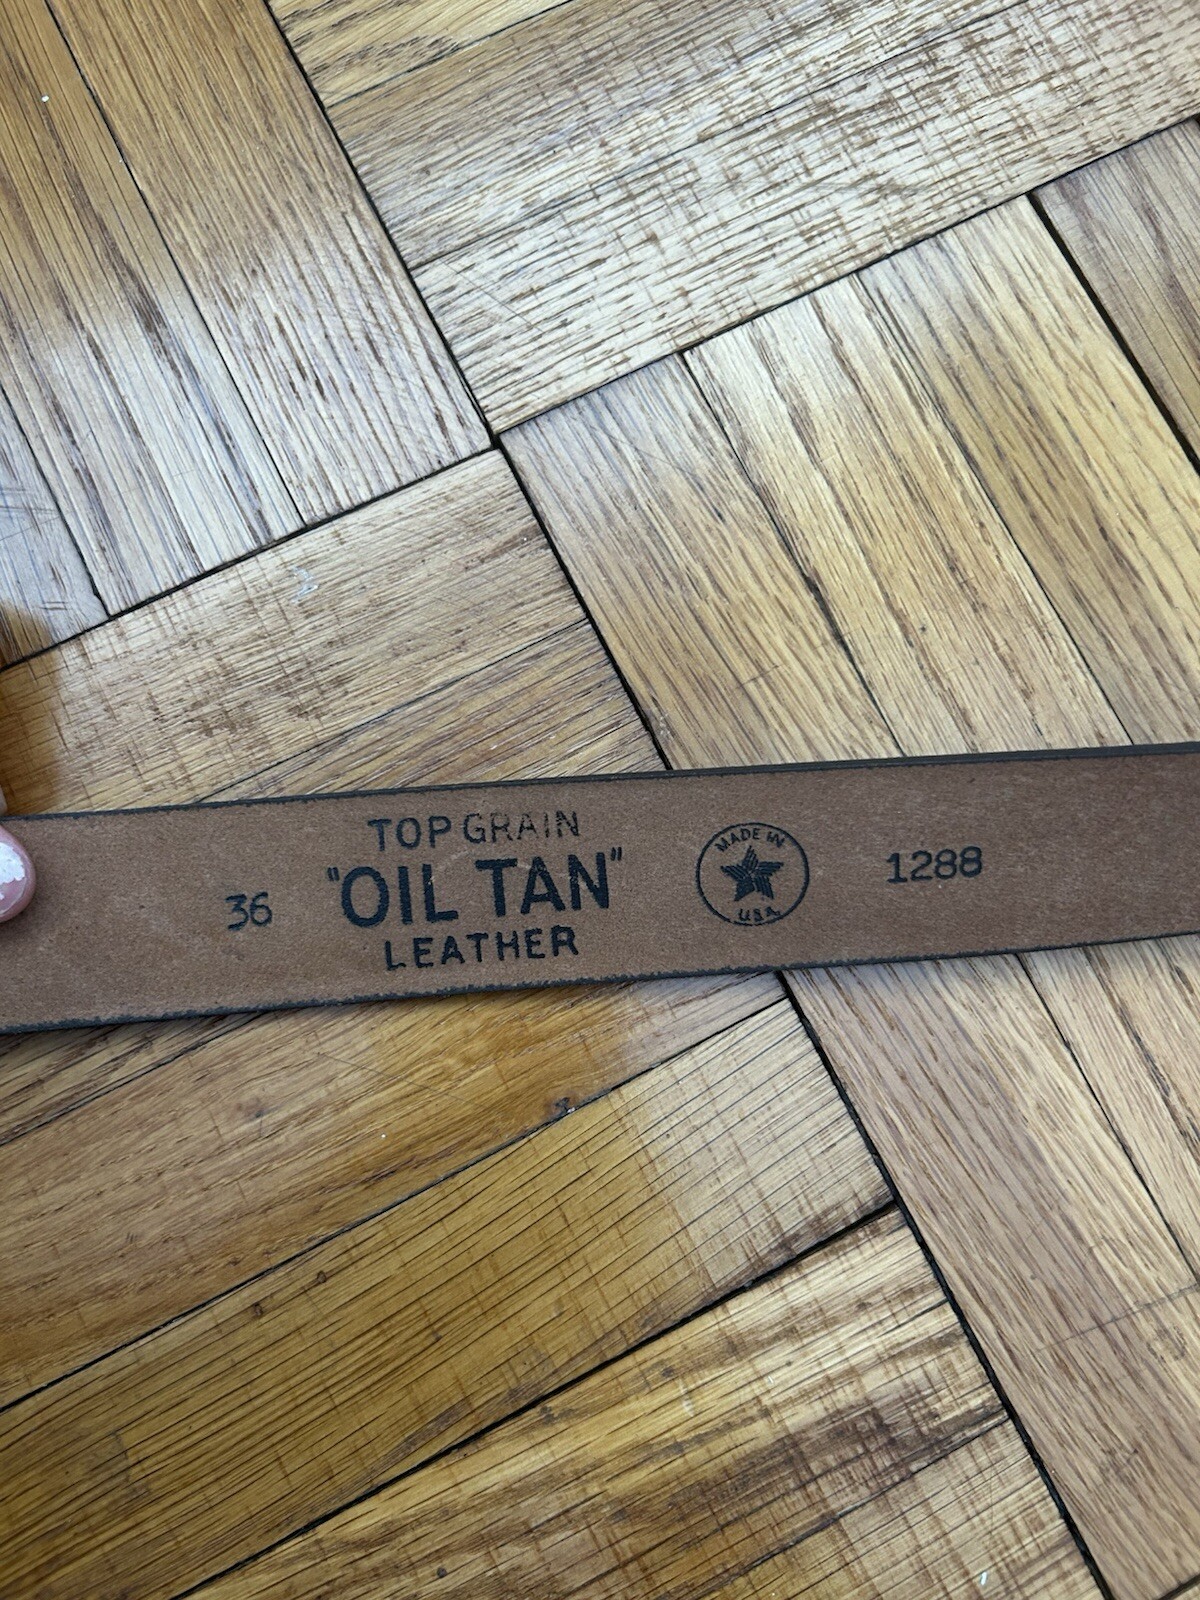 36
TOP GRAIN
"OIL TAN"
LEATHER
MADE IN
U.S.A.
1288